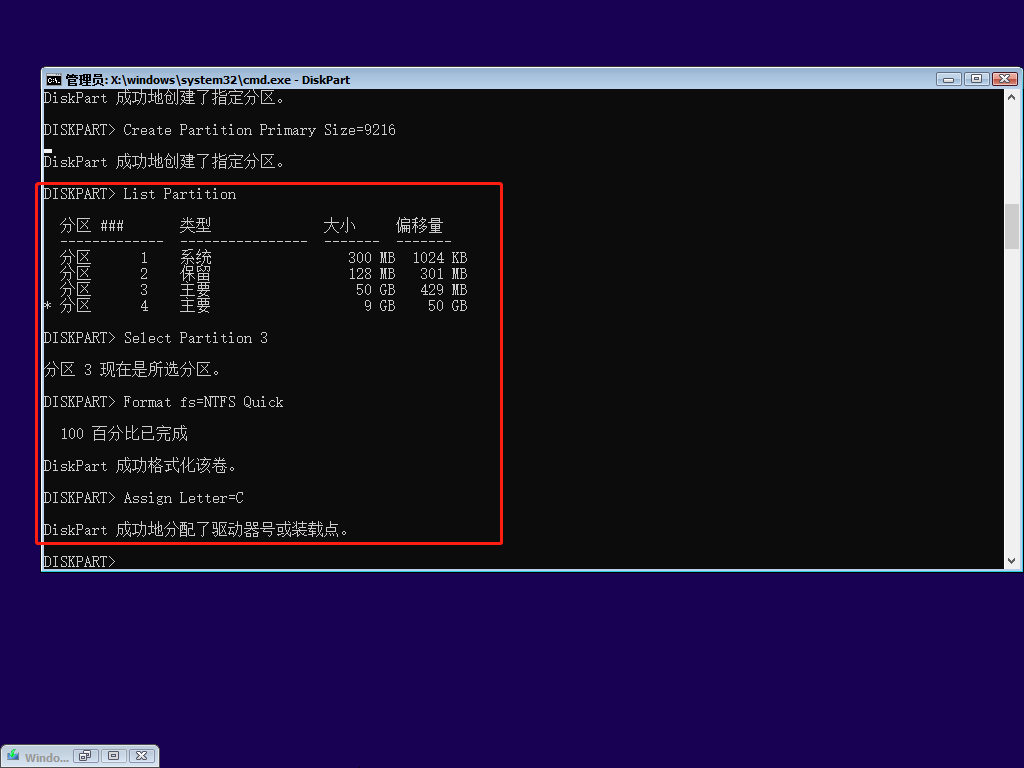 管理员: X:\windows\system32\cmd.exe - DiskPart
DiskPart 成功地创建了指定分区。
DISKPART> Create Partition Primary Size=9216
DiskPart 成功地创建了指定分区。
DISKPART> List Partition
分区 ### 类型 大小 偏移量
------------- ---------------- ------- -------
分区 1 系统 300 MB 1024 KB
分区 2 保留 128 MB 301 MB
分区 3 主要 50 GB 429 MB
* 分区 4 主要 9 GB 50 GB
DISKPART> Select Partition 3
分区 3 现在是所选分区。
DISKPART> Format fs=NTFS Quick
100 百分比已完成
DiskPart 成功格式化该卷。
DISKPART> Assign Letter=C
DiskPart 成功地分配了驱动器号或装载点。
DISKPART>
Windo...